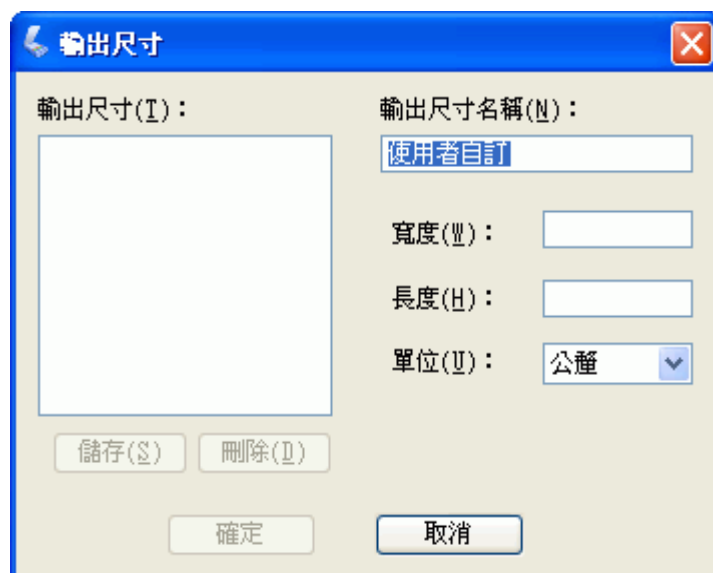 輸出尺寸
輸出尺寸(T)：
輸出尺寸名稱(N)：
使用者自訂
寬度(W)：
長度(H)：
單位(U)：
公釐
儲存(S)
刪除(D)
確定
取消